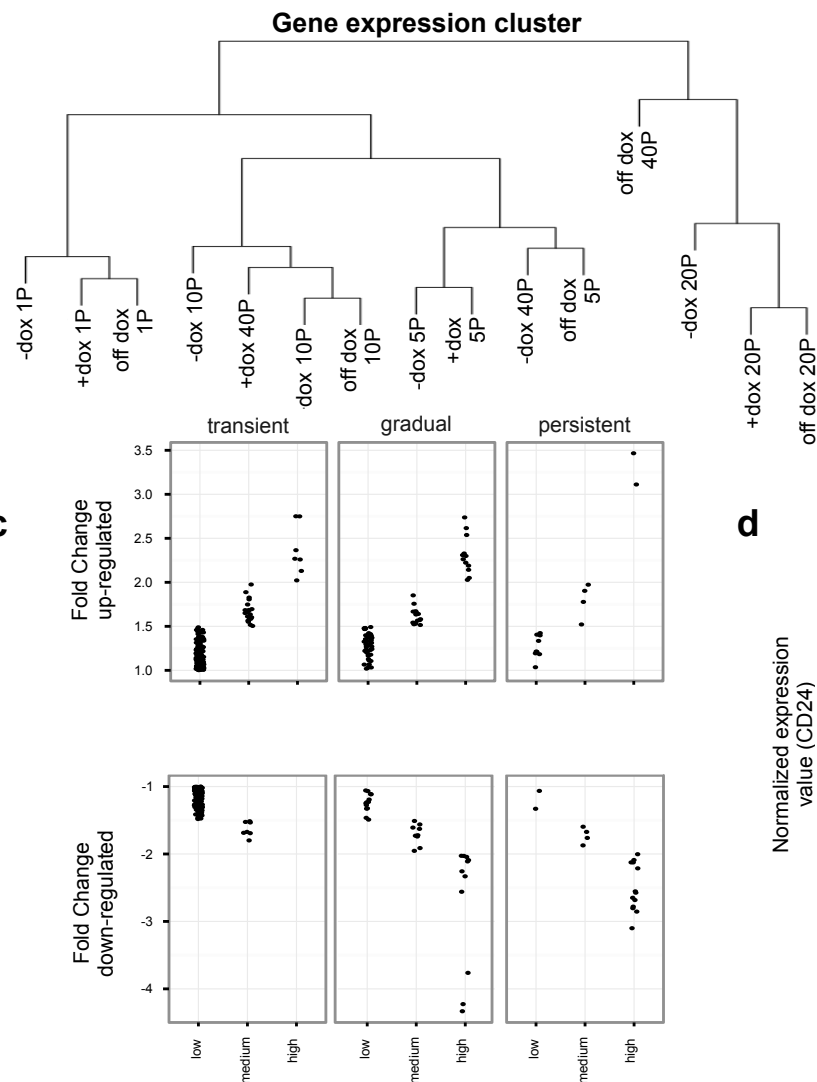 Gene expression cluster
off dox
40P
-dox 1P
+dox 1P
off dox
1P
-dox 10P
+dox 40P
-dox 10P
off dox
10P
-dox 5P
+dox
5P
-dox 40P
off dox
5P
-dox 20P
+dox 20P
off dox 20P
transient
gradual
persistent
c
d
Fold Change
up-regulated
3.5
3.0
2.5
2.0
1.5
1.0
Normalized expression
value (CD24)
Fold Change
down-regulated
-1
-2
-3
-4
low
medium
high
low
medium
high
low
medium
high